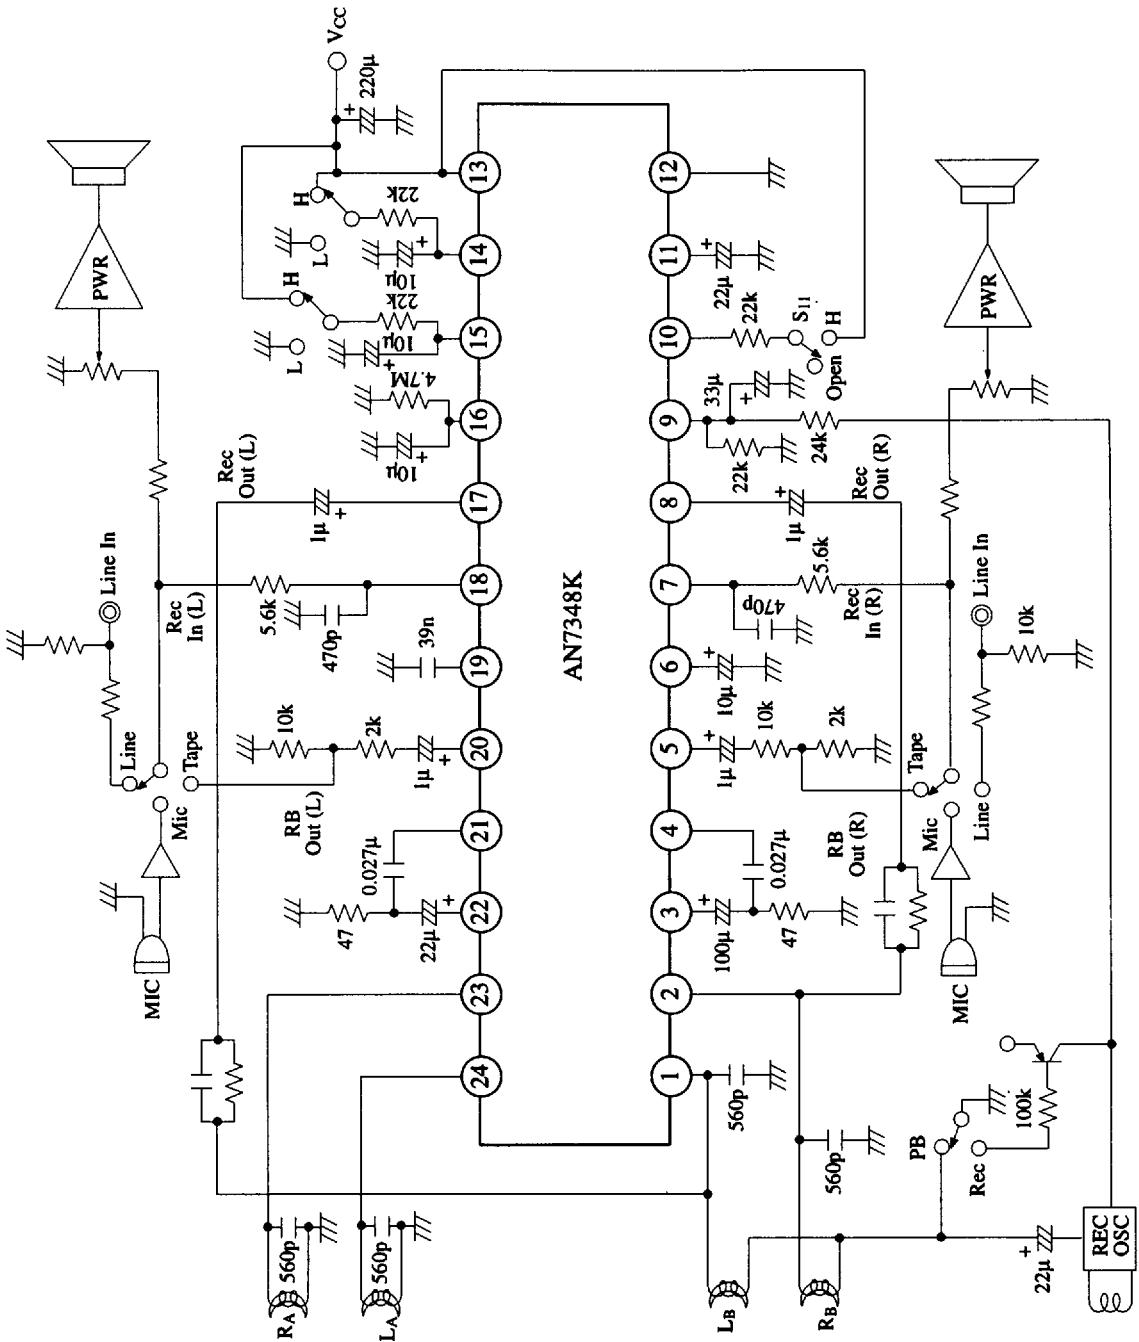 Vcc
220μ
+
PWR
H
22k
L
10μ
+
H
22k
L
10μ
+
4.7M
10μ
+
Rec
Out (L)
1μ
+
Line In
Rec
In (L)
5.6k
470p
39n
Line
Tape
Mic
10k
2k
1μ
+
RB
Out (L)
0.027μ
47
22μ
+
MIC
560p
RA
560p
LA
13
14
15
16
17
18
19
20
21
22
23
24
AN7348K
12
11
10
9
8
7
6
5
4
3
2
1
22μ
+
22k
S11
H
Open
33μ
+
22k
24k
PWR
1μ
+
Rec
Out (R)
5.6k
470p
Rec
In (R)
Line In
10k
10μ
+
1μ
+
10k
2k
Tape
Line
Mic
RB
Out (R)
0.027μ
100μ
+
47
MIC
560p
560p
PB
Rec
100k
LB
RB
22μ
+
REC
OSC